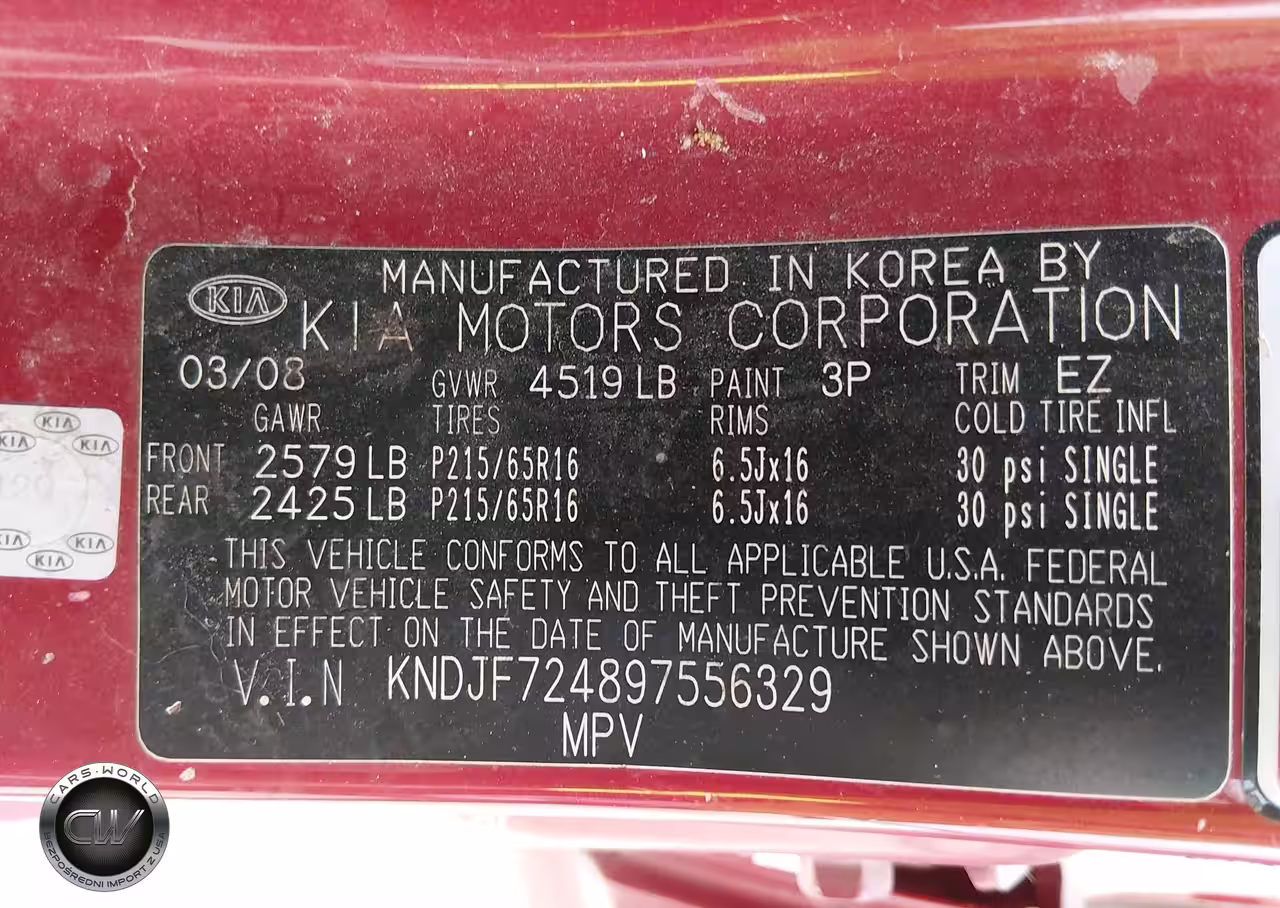 MANUFACTURED IN KOREA BY
KIA KIA MOTORS CORPORATION
03/08 GVWR 4519 LB PAINT 3P TRIM EZ
GAWR TIRES RIMS COLD TIRE INFL
FRONT 2579 LB P215/65R16 6.5Jx16 30 psi SINGLE
REAR 2425 LB P215/65R16 6.5Jx16 30 psi SINGLE
THIS VEHICLE CONFORMS TO ALL APPLICABLE U.S.A. FEDERAL
MOTOR VEHICLE SAFETY AND THEFT PREVENTION STANDARDS
IN EFFECT ON THE DATE OF MANUFACTURE SHOWN ABOVE.
V.I.N KNDJF724897556329
MPV
KIA
KIA KIA
KIA KIA
KIA
CARS-WORLD
CW
BEZPOŚREDNI IMPORT Z USA